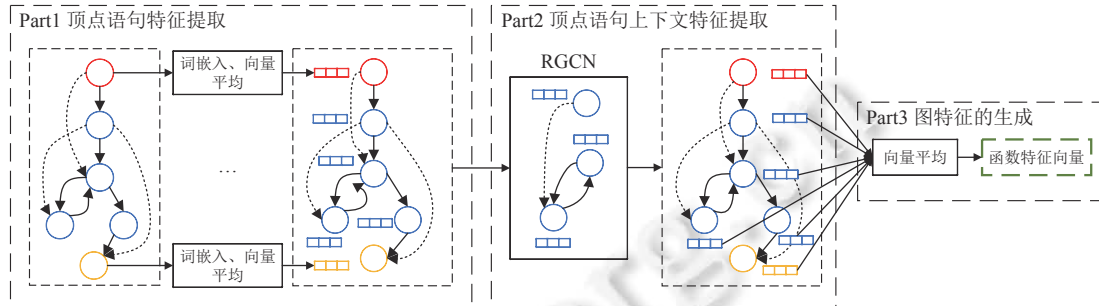 Part1 顶点语句特征提取
词嵌入、向量
平均
…
词嵌入、向量
平均
Part2 顶点语句上下文特征提取
RGCN
Part3 图特征的生成
向量平均
函数特征向量